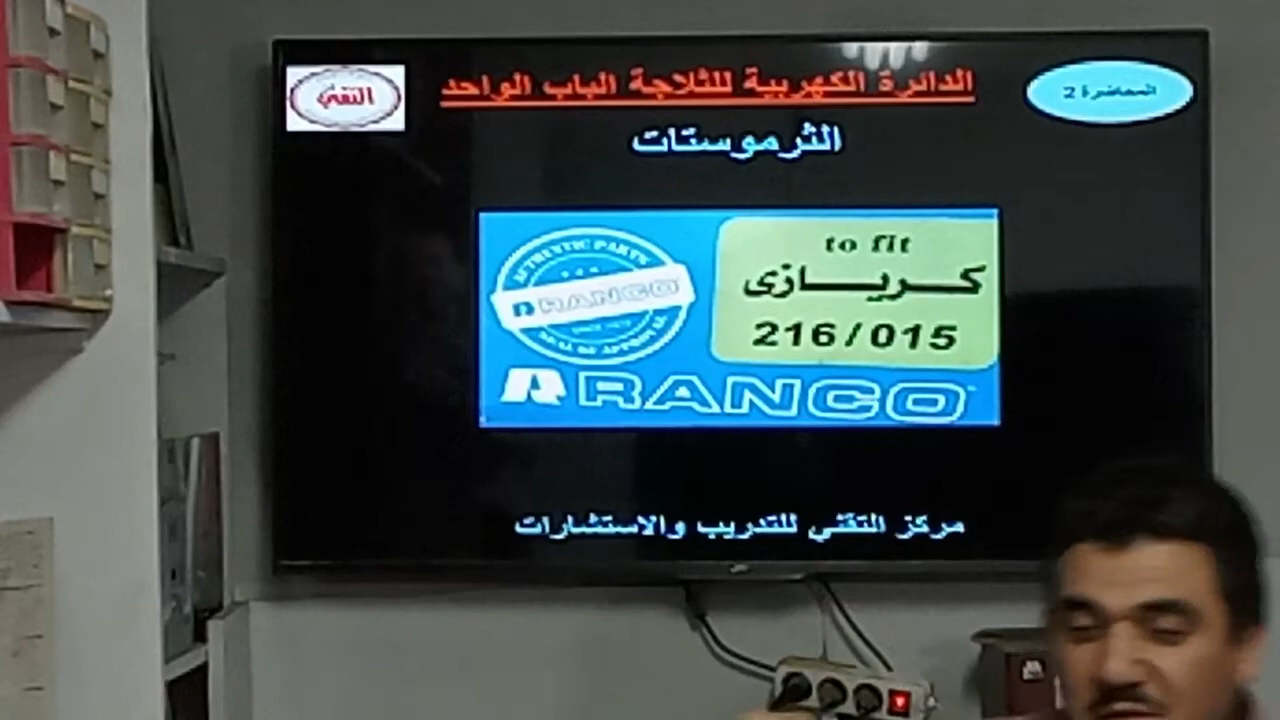 الدائرة الكهربية للثلاجة الباب الواحد
المحاضرة 2
التقني
الثرموستات
AUTHENTIC PARTS
RANCO
to fit
كريازى
216/015
RANCO
مركز التقني للتدريب والاستشارات